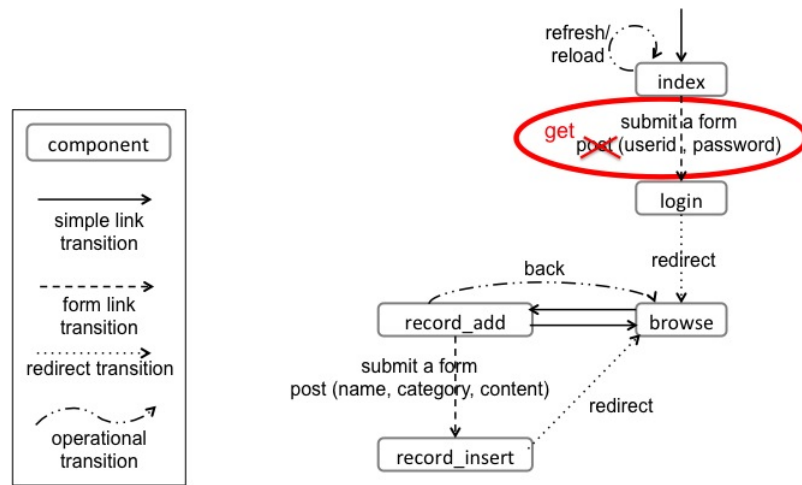 component
simple link
transition
form link
transition
redirect transition
operational
transition
refresh/
reload
index
get
submit a form
post (userid , password)
login
redirect
back
record_add
browse
submit a form
post (name, category, content)
redirect
record_insert